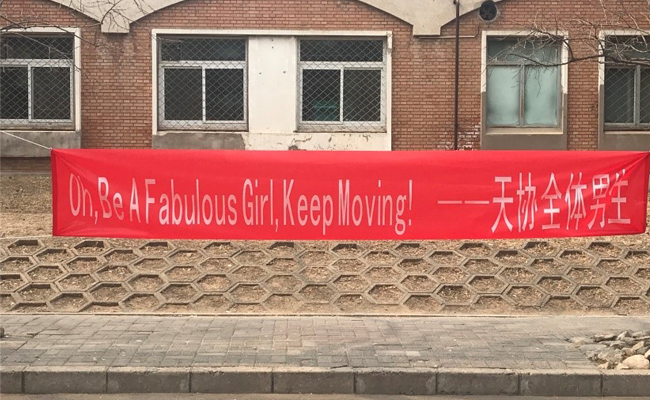 Oh,Be A Fabulous Girl,Keep Moving! ——天协全体男生